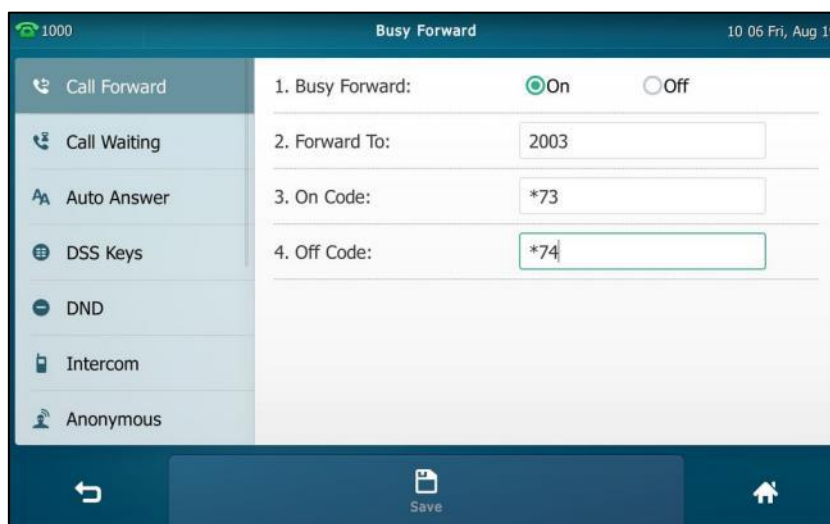 1000 Busy Forward 10 06 Fri, Aug 1
Call Forward 1. Busy Forward: On Off
Call Waiting 2. Forward To: 2003
Auto Answer 3. On Code: *73
DSS Keys 4. Off Code: *74
DND
Intercom
Anonymous
Save